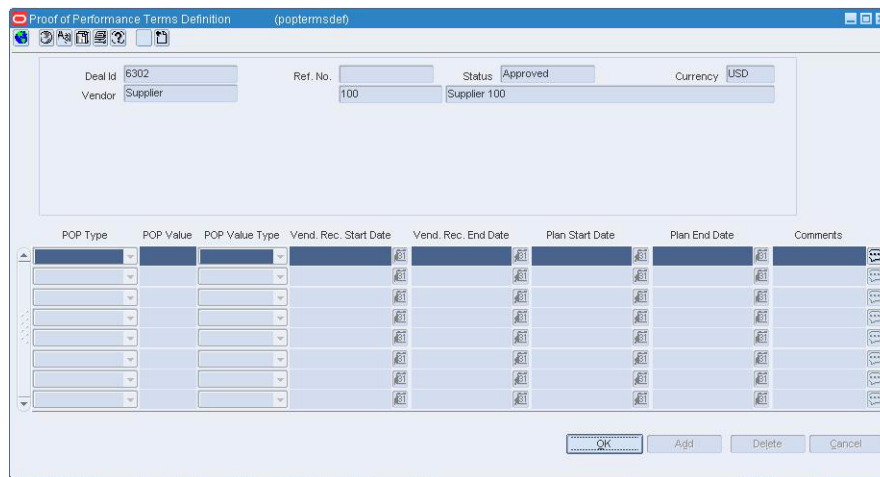 Proof of Performance Terms Definition (poptermsdef)
Deal Id 6302 Ref. No. Status Approved Currency USD
Vendor Supplier 100 Supplier 100
POP Type POP Value POP Value Type Vend. Rec. Start Date Vend. Rec. End Date Plan Start Date Plan End Date Comments
OK Add Delete Cancel